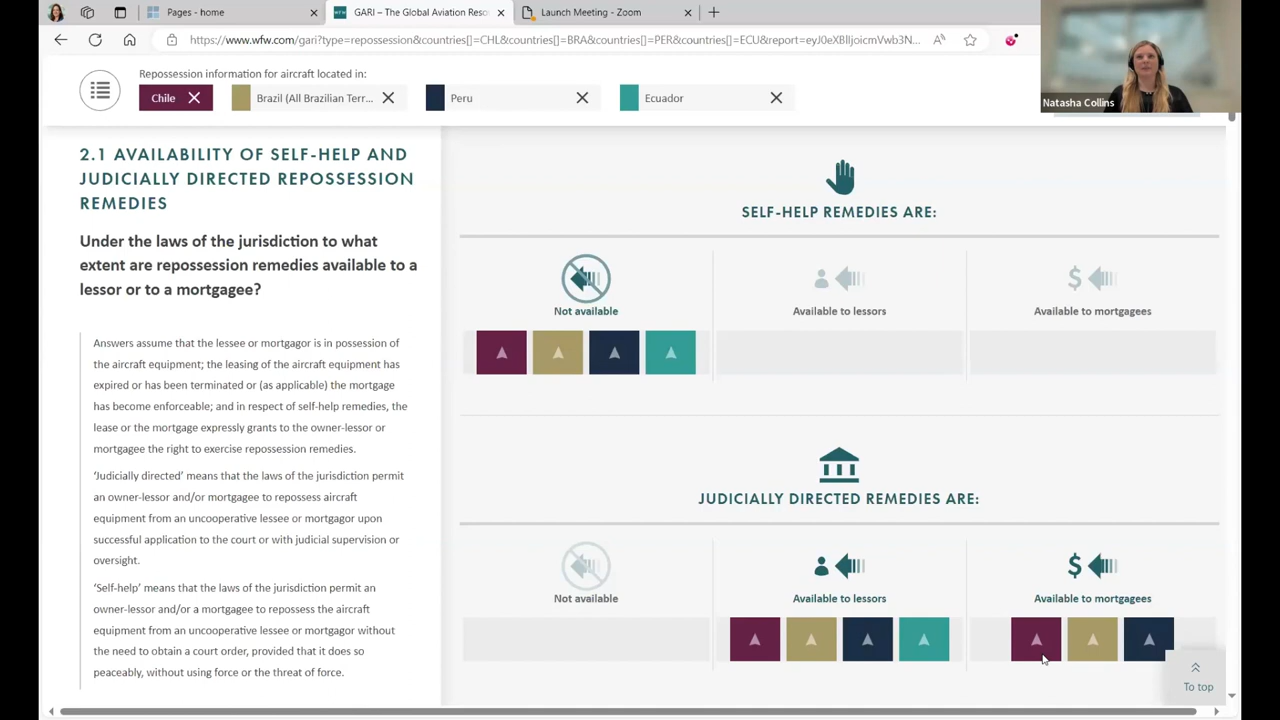 Pages - home
GARI – The Global Aviation Reso
Launch Meeting - Zoom
https://www.wfw.com/gari?type=repossession&countries[]=CHL&countries[]=BRA&countries[]=PER&countries[]=ECU&report=eyJ0eXBlIjoicmVwb3N...
Natasha Collins
Repossession information for aircraft located in:
Chile
Brazil (All Brazilian Terr...
Peru
Ecuador
2.1 AVAILABILITY OF SELF-HELP AND
JUDICIALLY DIRECTED REPOSSESSION
REMEDIES
Under the laws of the jurisdiction to what
extent are repossession remedies available to a
lessor or to a mortgagee?
Answers assume that the lessee or mortgagor is in possession of
the aircraft equipment; the leasing of the aircraft equipment has
expired or has been terminated or (as applicable) the mortgage
has become enforceable; and in respect of self-help remedies, the
lease or the mortgage expressly grants to the owner-lessor or
mortgagee the right to exercise repossession remedies.
‘Judicially directed’ means that the laws of the jurisdiction permit
an owner-lessor and/or mortgagee to repossess aircraft
equipment from an uncooperative lessee or mortgagor upon
successful application to the court or with judicial supervision or
oversight.
‘Self-help’ means that the laws of the jurisdiction permit an
owner-lessor and/or a mortgagee to repossess the aircraft
equipment from an uncooperative lessee or mortgagor without
the need to obtain a court order, provided that it does so
peaceably, without using force or the threat of force.
SELF-HELP REMEDIES ARE:
Not available
Available to lessors
Available to mortgagees
JUDICIALLY DIRECTED REMEDIES ARE:
Not available
Available to lessors
Available to mortgagees
To top